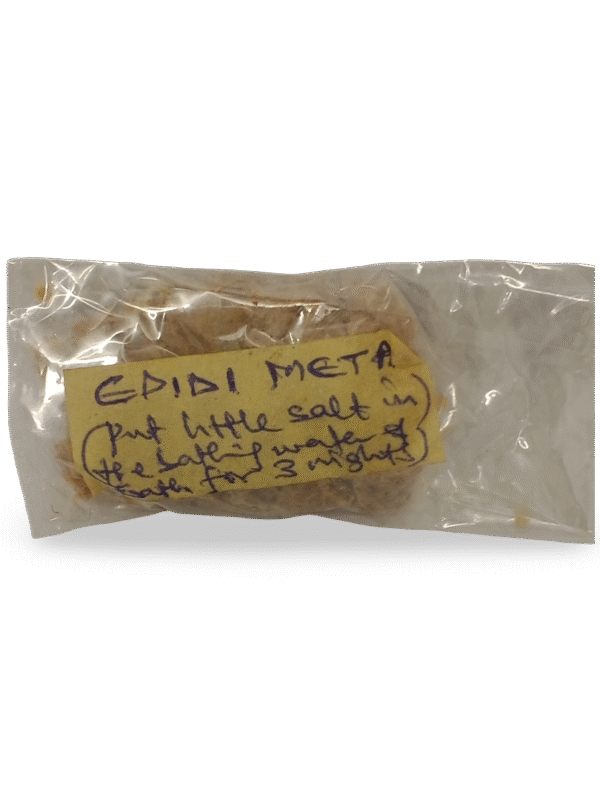 EDIDI META
(put little salt in
the bathing water &
bath for 3 nights)